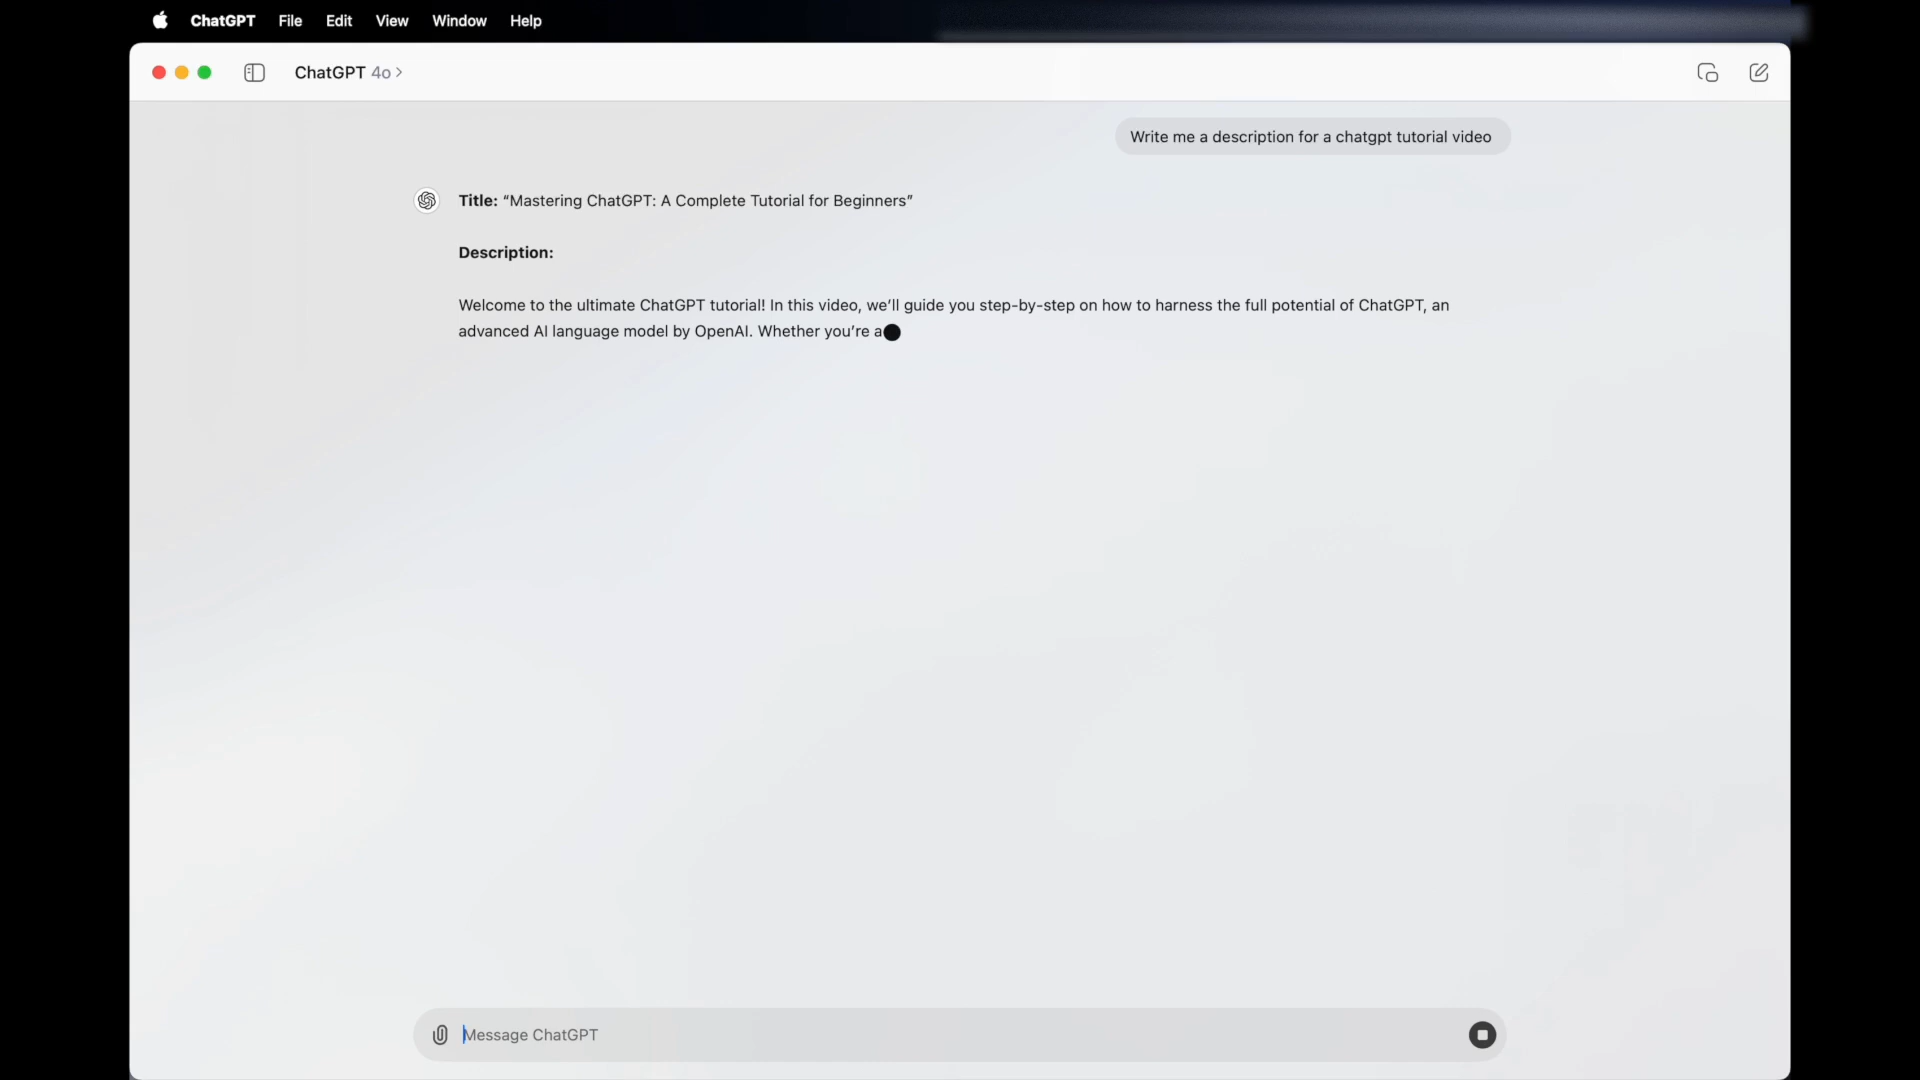 ChatGPT File Edit View Window Help
ChatGPT 4o >
Write me a description for a chatgpt tutorial video
Title: “Mastering ChatGPT: A Complete Tutorial for Beginners”
Description:
Welcome to the ultimate ChatGPT tutorial! In this video, we’ll guide you step-by-step on how to harness the full potential of ChatGPT, an
advanced AI language model by OpenAI. Whether you’re a
Message ChatGPT